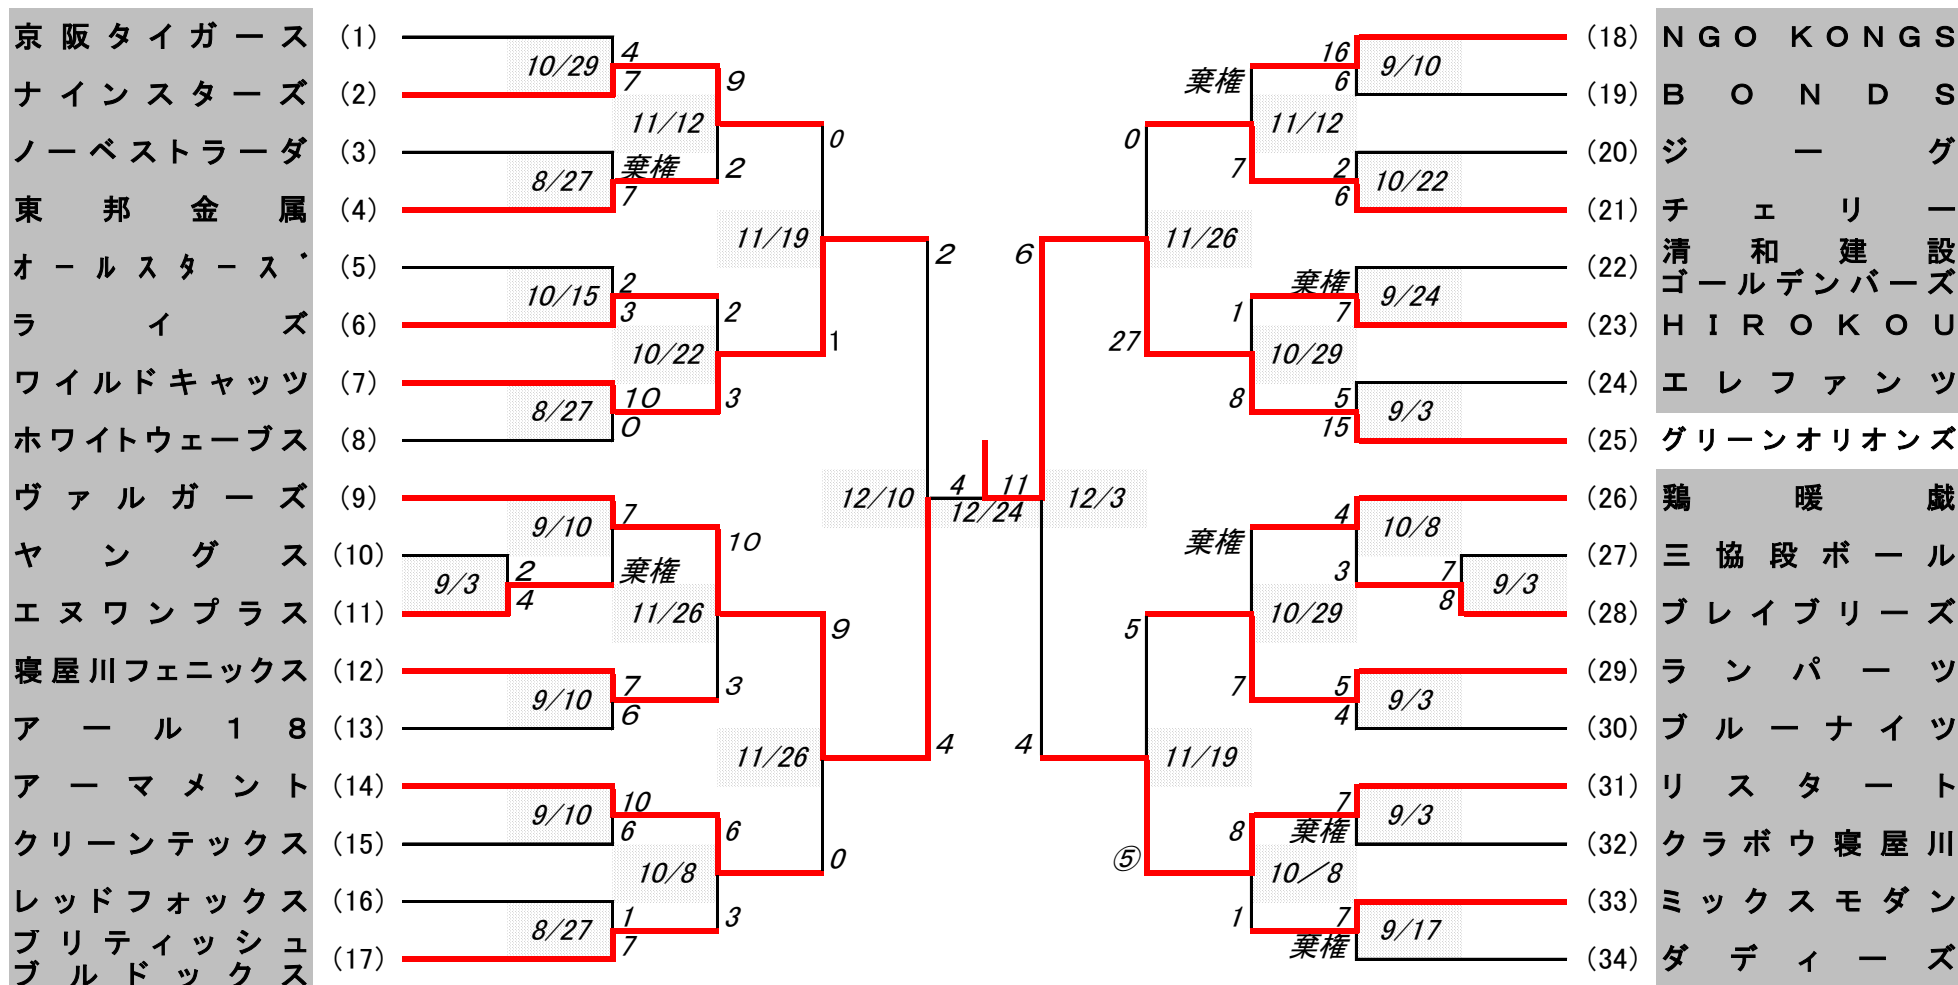 京阪タイガース (1)
4
10/29
ナインスターズ (2)
7
9
11/12
ノーベストラーダ (3)
棄権
2
8/27
東邦金属 (4)
7
0
11/19
オールスターズ (5)
2
10/15
ライズ (6)
3
2
10/22
1
ワイルドキャッツ (7)
10
3
8/27
ホワイトウェーブス (8)
0
2
12/10
ヴァルガーズ (9)
7
9/10
10
ヤングス (10)
2
棄権
9/3
エヌワンプラス (11)
4
11/26
9
寝屋川フェニックス (12)
7
3
9/10
アール18 (13)
6
11/26
4
アーマメント (14)
10
9/10
クリーンテックス (15)
6
6
10/8
0
レッドフォックス (16)
1
3
8/27
ブリティッシュ
ブルドックス (17)
7
4
11
12/24
(18) NGO KONGS
16
9/10
(19) BONDS
6
棄権
11/12
(20) ジーグ
2
7
10/22
(21) チェリー
6
0
11/26
(22) 清和建設
ゴールデンバーズ
棄権
9/24
(23) HIROKOU
7
1
10/29
27
(24) エレファンツ
5
8
9/3
(25) グリーンオリオンズ
15
6
12/3
(26) 鶏暖戯
4
10/8
棄権
(27) 三協段ボール
7
3
9/3
(28) ブレイブリーズ
8
10/29
5
(29) ランパーツ
5
7
9/3
(30) ブルーナイツ
4
4
11/19
(31) リスタート
7
9/3
(32) クラボウ寝屋川
棄権
8
10／8
⑤
(33) ミックスモダン
7
1
9/17
(34) ダディーズ
棄権